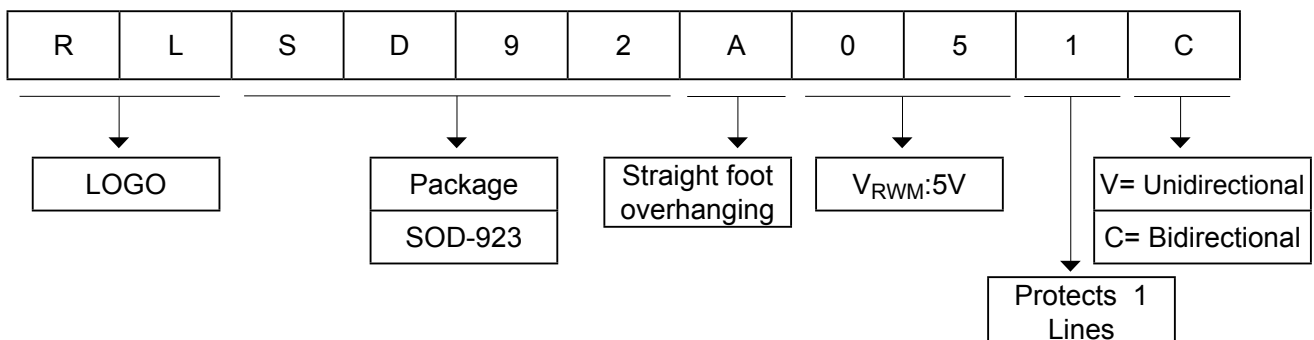 R L S D 9 2 A 0 5 1 C
LOGO
Package
SOD-923
Straight foot
overhanging
VRWM:5V
V= Unidirectional
C= Bidirectional
Protects 1
Lines